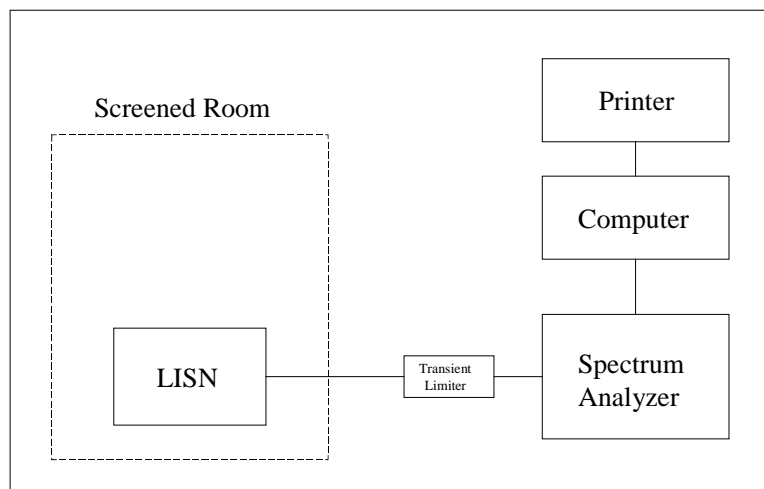 Screened Room
Printer
Computer
LISN
Transient
Limiter
Spectrum
Analyzer